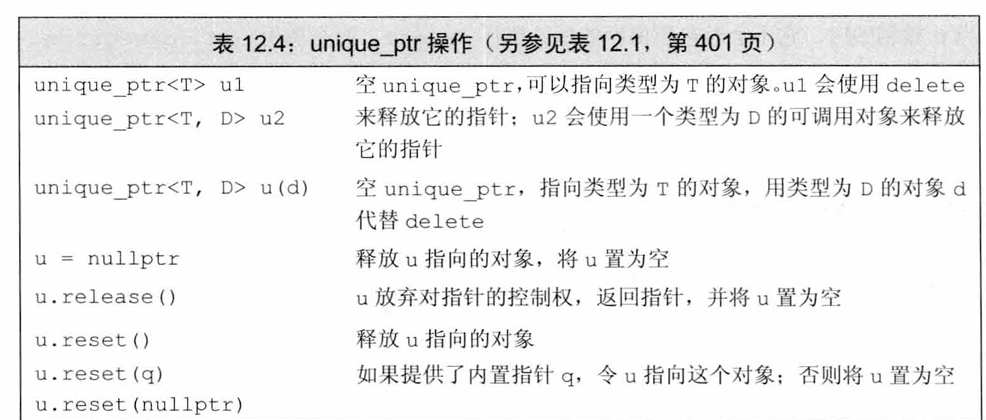 表 12.4：unique_ptr 操作（另参见表 12.1，第 401 页）
unique_ptr<T> u1 空 unique_ptr，可以指向类型为 T 的对象。u1 会使用 delete
unique_ptr<T, D> u2 来释放它的指针；u2 会使用一个类型为 D 的可调用对象来释放
它的指针
unique_ptr<T, D> u(d) 空 unique_ptr，指向类型为 T 的对象，用类型为 D 的对象 d
代替 delete
u = nullptr 释放 u 指向的对象，将 u 置为空
u.release() u 放弃对指针的控制权，返回指针，并将 u 置为空
u.reset() 释放 u 指向的对象
u.reset(q) 如果提供了内置指针 q，令 u 指向这个对象；否则将 u 置为空
u.reset(nullptr)